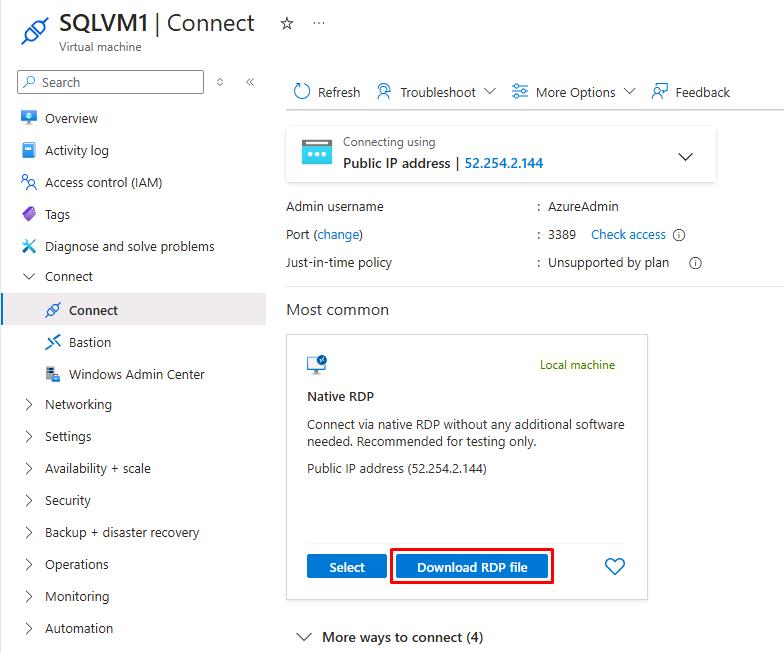 SQLVM1 | Connect
Virtual machine
Search
Overview
Activity log
Access control (IAM)
Tags
Diagnose and solve problems
Connect
Connect
Bastion
Windows Admin Center
Networking
Settings
Availability + scale
Security
Backup + disaster recovery
Operations
Monitoring
Automation
Refresh
Troubleshoot
More Options
Feedback
Connecting using
Public IP address | 52.254.2.144
Admin username : AzureAdmin
Port (change) : 3389 Check access
Just-in-time policy : Unsupported by plan
Most common
Local machine
Native RDP
Connect via native RDP without any additional software
needed. Recommended for testing only.
Public IP address (52.254.2.144)
Select
Download RDP file
More ways to connect (4)